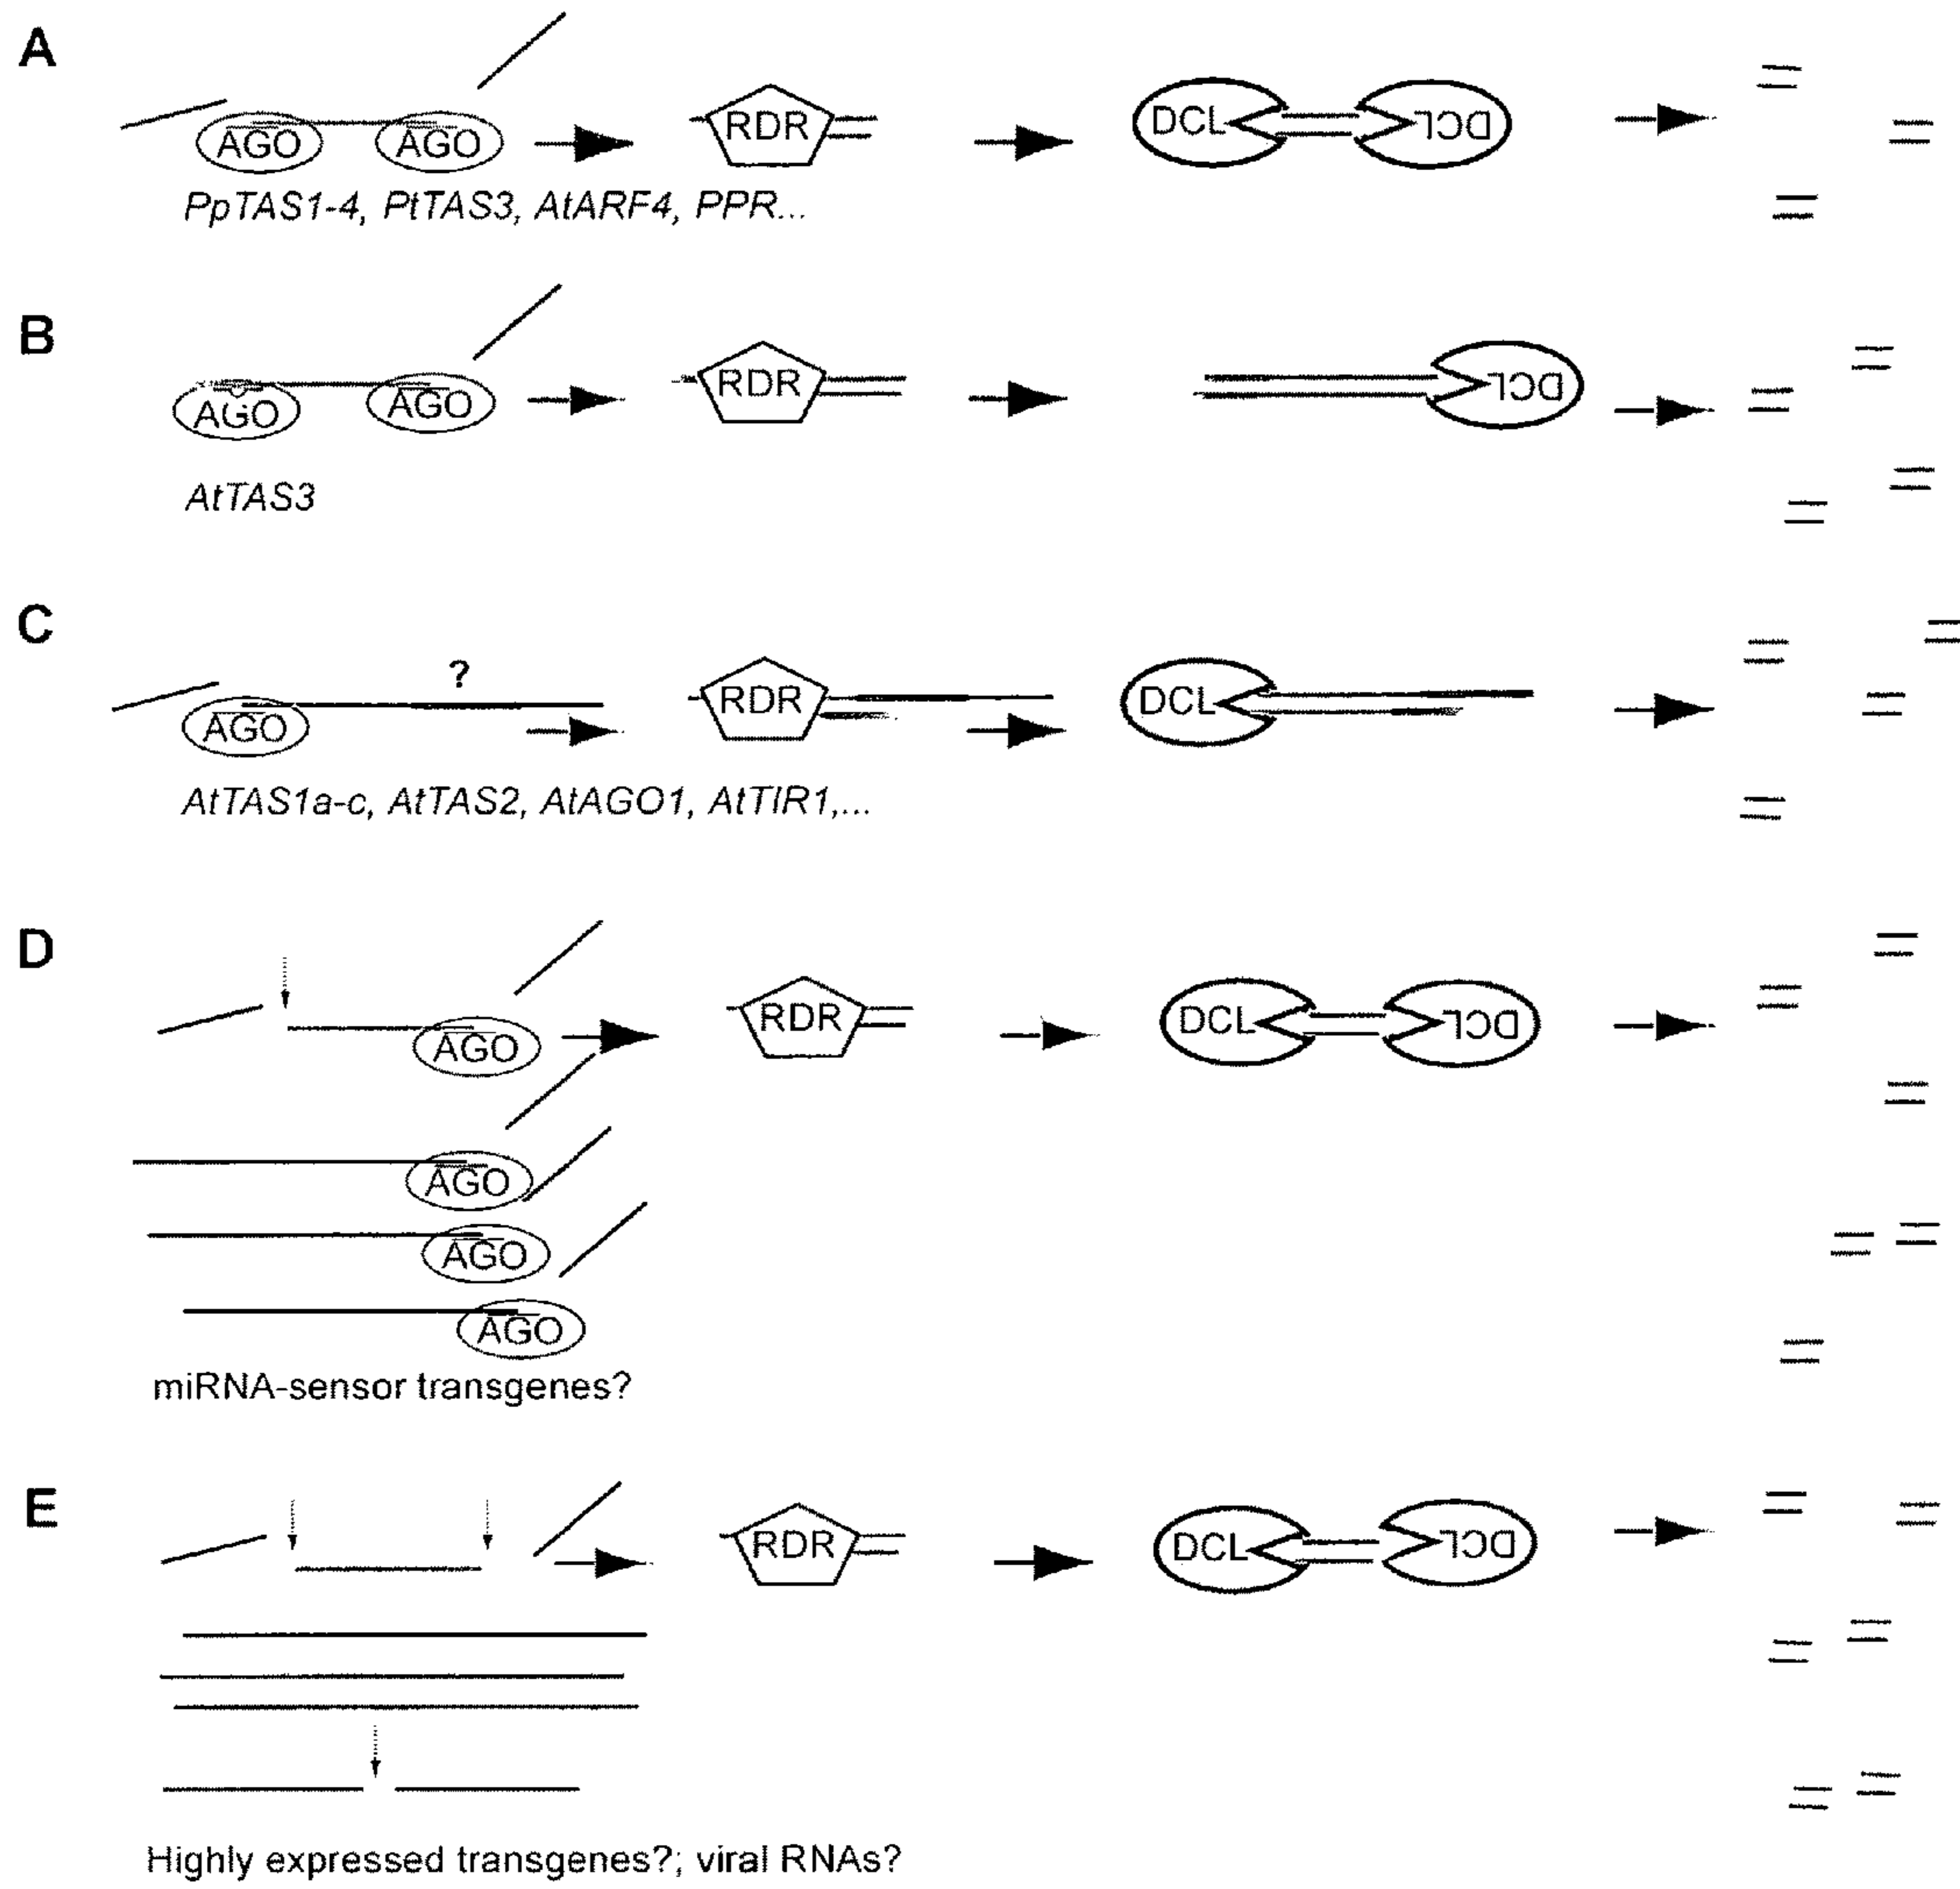 A
AGO AGO RDR DCL DCL
PpTAS1-4, PtTAS3, AtARF4, PPR...
B
AGO AGO RDR DCL
AtTAS3
C
?
AGO RDR DCL
AtTAS1a-c, AtTAS2, AtAGO1, AtTIR1,...
D
AGO RDR DCL DCL
AGO
AGO
AGO
miRNA-sensor transgenes?
E
RDR DCL DCL
Highly expressed transgenes?; viral RNAs?